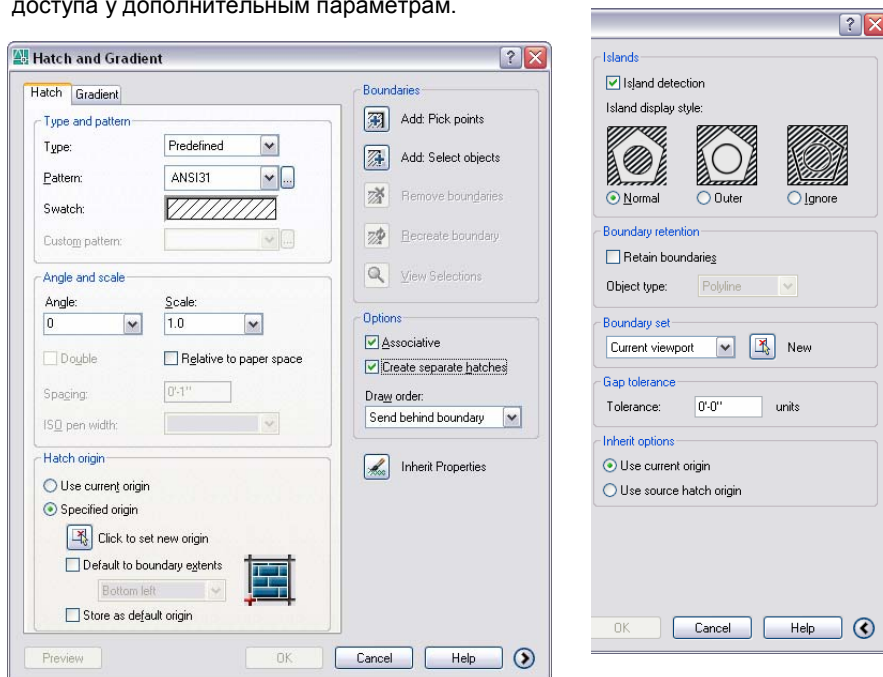 доступа у дополнительным параметрам.
Hatch and Gradient
Hatch Gradient
Type and pattern
Type: Predefined
Pattern: ANSI31
Swatch:
Custom pattern:
Angle and scale
Angle: Scale:
0 1.0
Double Relative to paper space
Spacing: 0'-1"
ISO pen width:
Hatch origin
Use current origin
Specified origin
Click to set new origin
Default to boundary extents
Bottom left
Store as default origin
Preview OK Cancel Help
Boundaries
Add: Pick points
Add: Select objects
Remove boundaries
Recreate boundary
View Selections
Options
Associative
Create separate hatches
Draw order:
Send behind boundary
Inherit Properties
Islands
Island detection
Island display style:
Normal Outer Ignore
Boundary retention
Retain boundaries
Object type: Polyline
Boundary set
Current viewport New
Gap tolerance
Tolerance: 0'-0" units
Inherit options
Use current origin
Use source hatch origin
OK Cancel Help